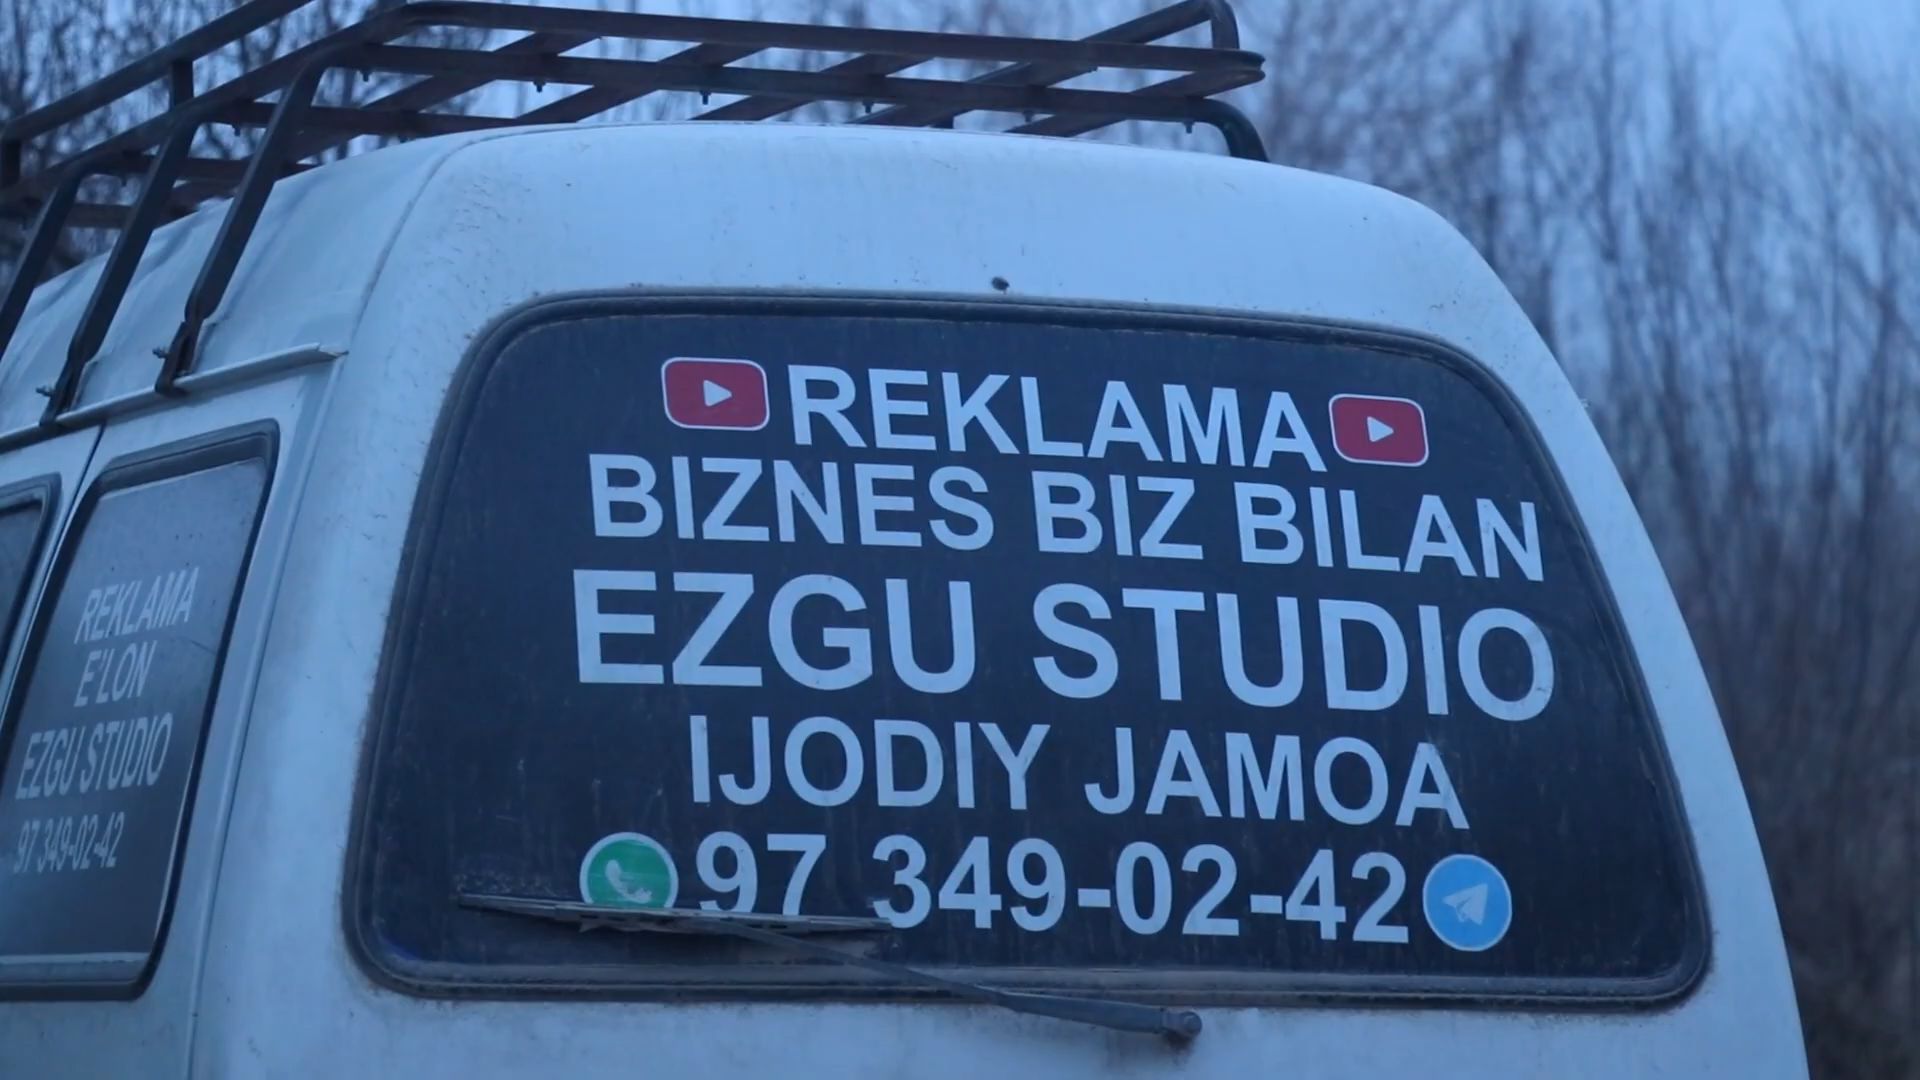 REKLAMA
BIZNES BIZ BILAN
EZGU STUDIO
IJODIY JAMOA
97 349-02-42
REKLAMA
E'LON
EZGU STUDIO
97 349-02-42